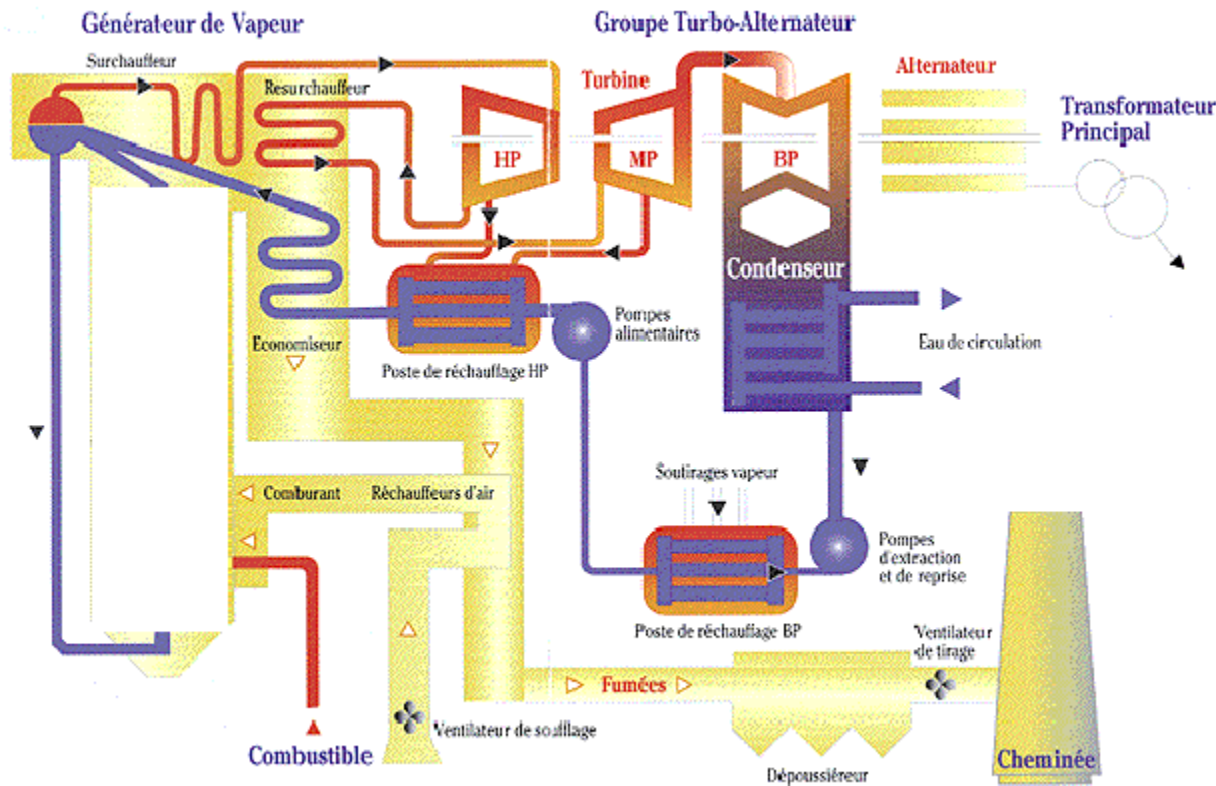 Générateur de Vapeur
Groupe Turbo-Alternateur
Surchauffeur
Resurchauffeur
Turbine
Alternateur
Transformateur
Principal
HP
MP
BP
Condenseur
Pompes
alimentaires
Eau de circulation
Economiseur
Poste de réchauffage HP
Soutirages vapeur
Comburant
Réchauffeurs d'air
Pompes
d'extraction
et de reprise
Poste de réchauffage BP
Ventilateur
de tirage
Fumées
Ventilateur de soufflage
Combustible
Dépoussiéreur
Cheminée